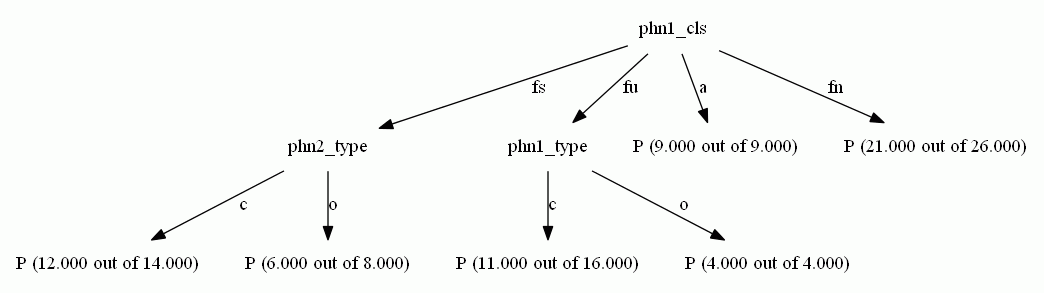 phn1_cls
fs
fu
a
fn
phn2_type
phn1_type
P (9.000 out of 9.000)
P (21.000 out of 26.000)
c
o
c
o
P (12.000 out of 14.000)
P (6.000 out of 8.000)
P (11.000 out of 16.000)
P (4.000 out of 4.000)